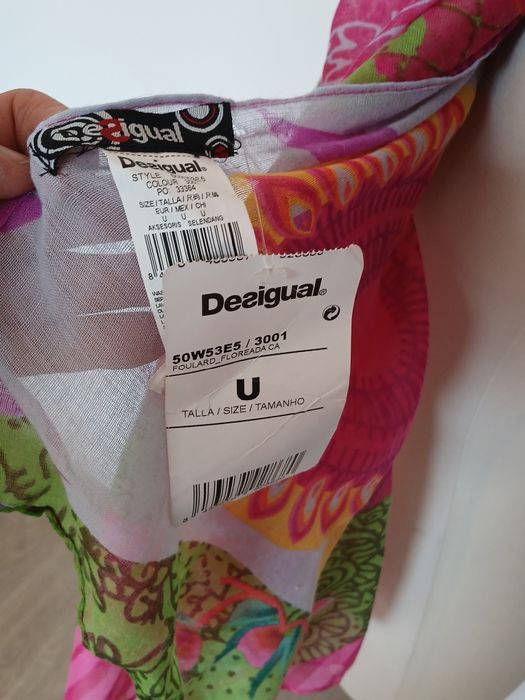 Desigual
Desigual®
STYLE
COLOUR
PO: 33364
SIZE/TALLA/
EUR / MEX / CHI
U U U
AKSESORIS SELENDANG
Desigual®
50W53E5 / 3001
FOULARD_FLOREADA CA
U
TALLA / SIZE / TAMANHO
8